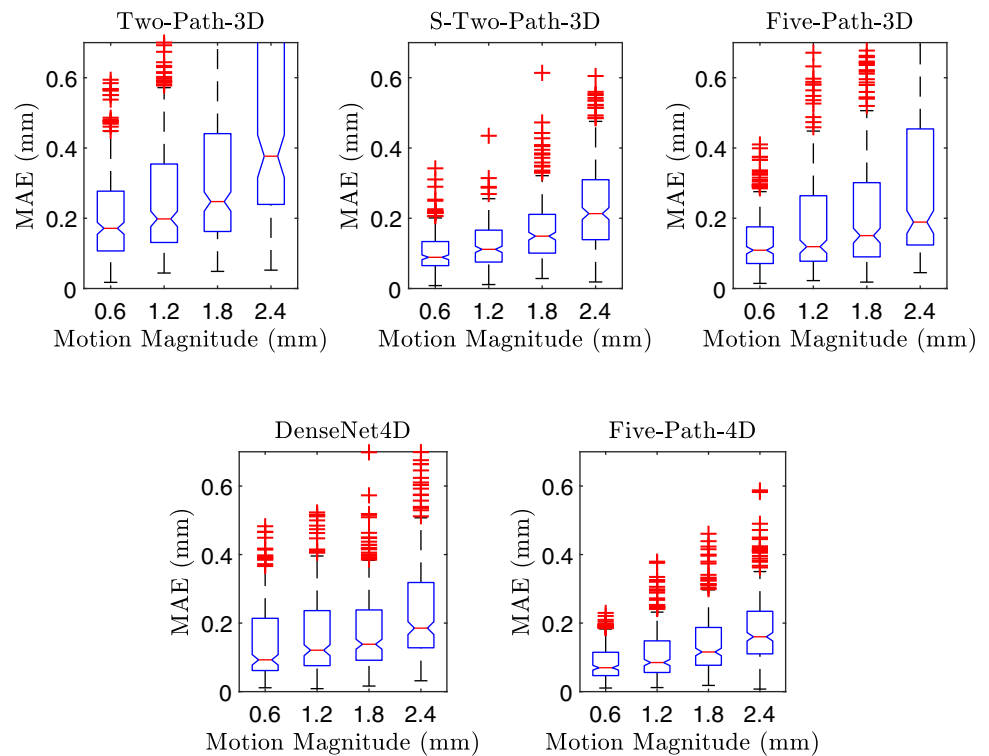 Two-Path-3D
MAE (mm)
0.6
0.4
0.2
0
0.6 1.2 1.8 2.4
Motion Magnitude (mm)
S-Two-Path-3D
MAE (mm)
0.6
0.4
0.2
0
0.6 1.2 1.8 2.4
Motion Magnitude (mm)
Five-Path-3D
MAE (mm)
0.6
0.4
0.2
0
0.6 1.2 1.8 2.4
Motion Magnitude (mm)
DenseNet4D
MAE (mm)
0.6
0.4
0.2
0
0.6 1.2 1.8 2.4
Motion Magnitude (mm)
Five-Path-4D
MAE (mm)
0.6
0.4
0.2
0
0.6 1.2 1.8 2.4
Motion Magnitude (mm)